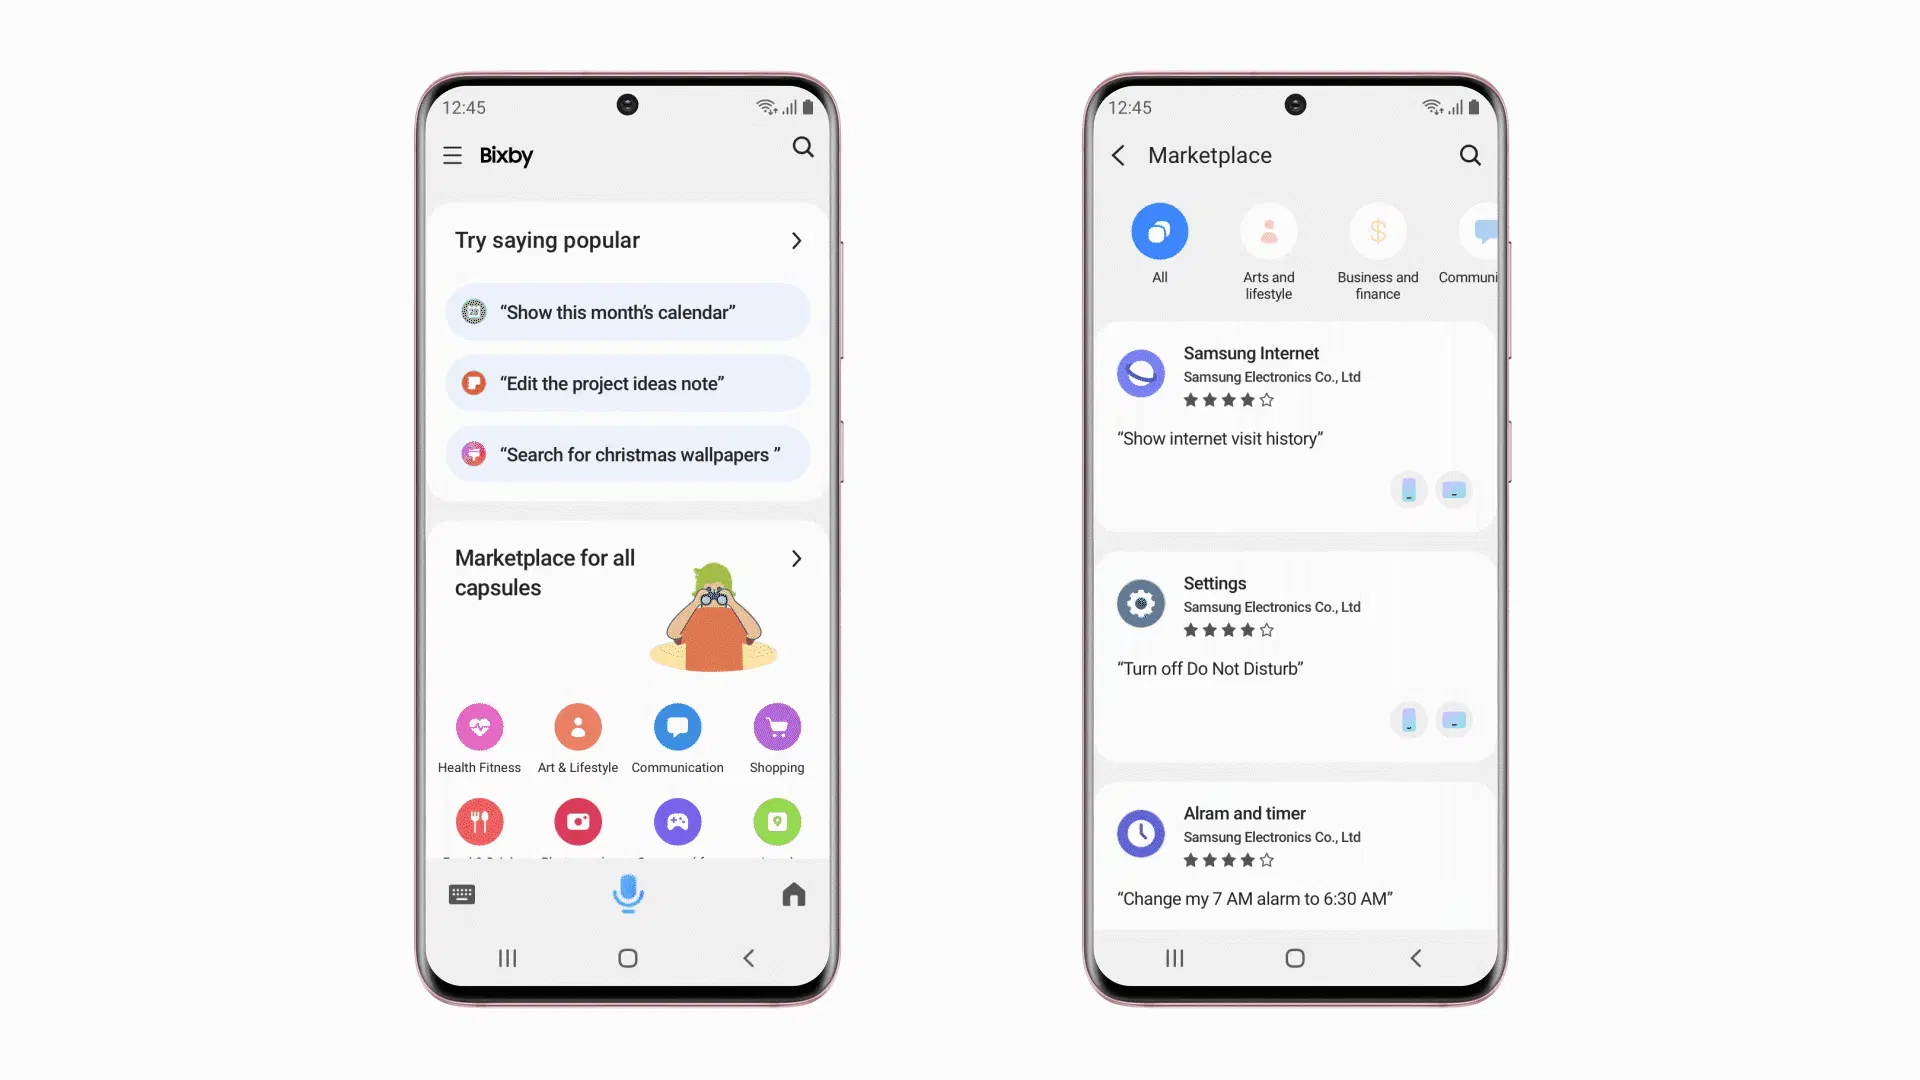 12:45
Bixby
Try saying popular
“Show this month’s calendar”
28
“Edit the project ideas note”
“Search for christmas wallpapers ”
Marketplace for all
capsules
Health Fitness
Art & Lifestyle
Communication
Shopping
12:45
Marketplace
All
Arts and
lifestyle
Business and
finance
Communi
Samsung Internet
Samsung Electronics Co., Ltd
“Show internet visit history”
Settings
Samsung Electronics Co., Ltd
“Turn off Do Not Disturb”
Alram and timer
Samsung Electronics Co., Ltd
“Change my 7 AM alarm to 6:30 AM”